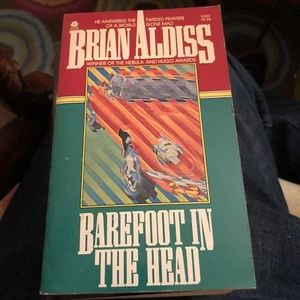 HE ANSWERED THE TWISTED PRAYERS
OF A WORLD GONE MAD
BRIAN ALDISS
WINNER OF THE NEBULA AND HUGO AWARDS
BAREFOOT IN
THE HEAD